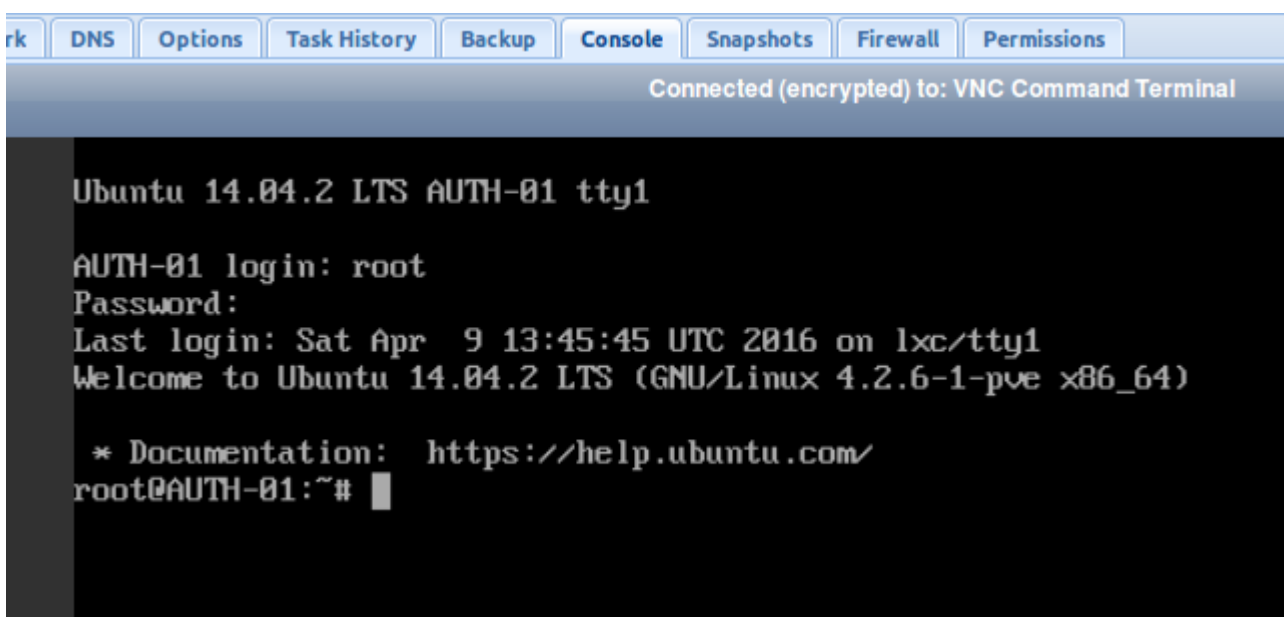 rk DNS Options Task History Backup Console Snapshots Firewall Permissions
Connected (encrypted) to: VNC Command Terminal
Ubuntu 14.04.2 LTS AUTH-01 tty1
AUTH-01 login: root
Password:
Last login: Sat Apr  9 13:45:45 UTC 2016 on lxc/tty1
Welcome to Ubuntu 14.04.2 LTS (GNU/Linux 4.2.6-1-pve x86_64)
* Documentation:  https://help.ubuntu.com/
root@AUTH-01:~#